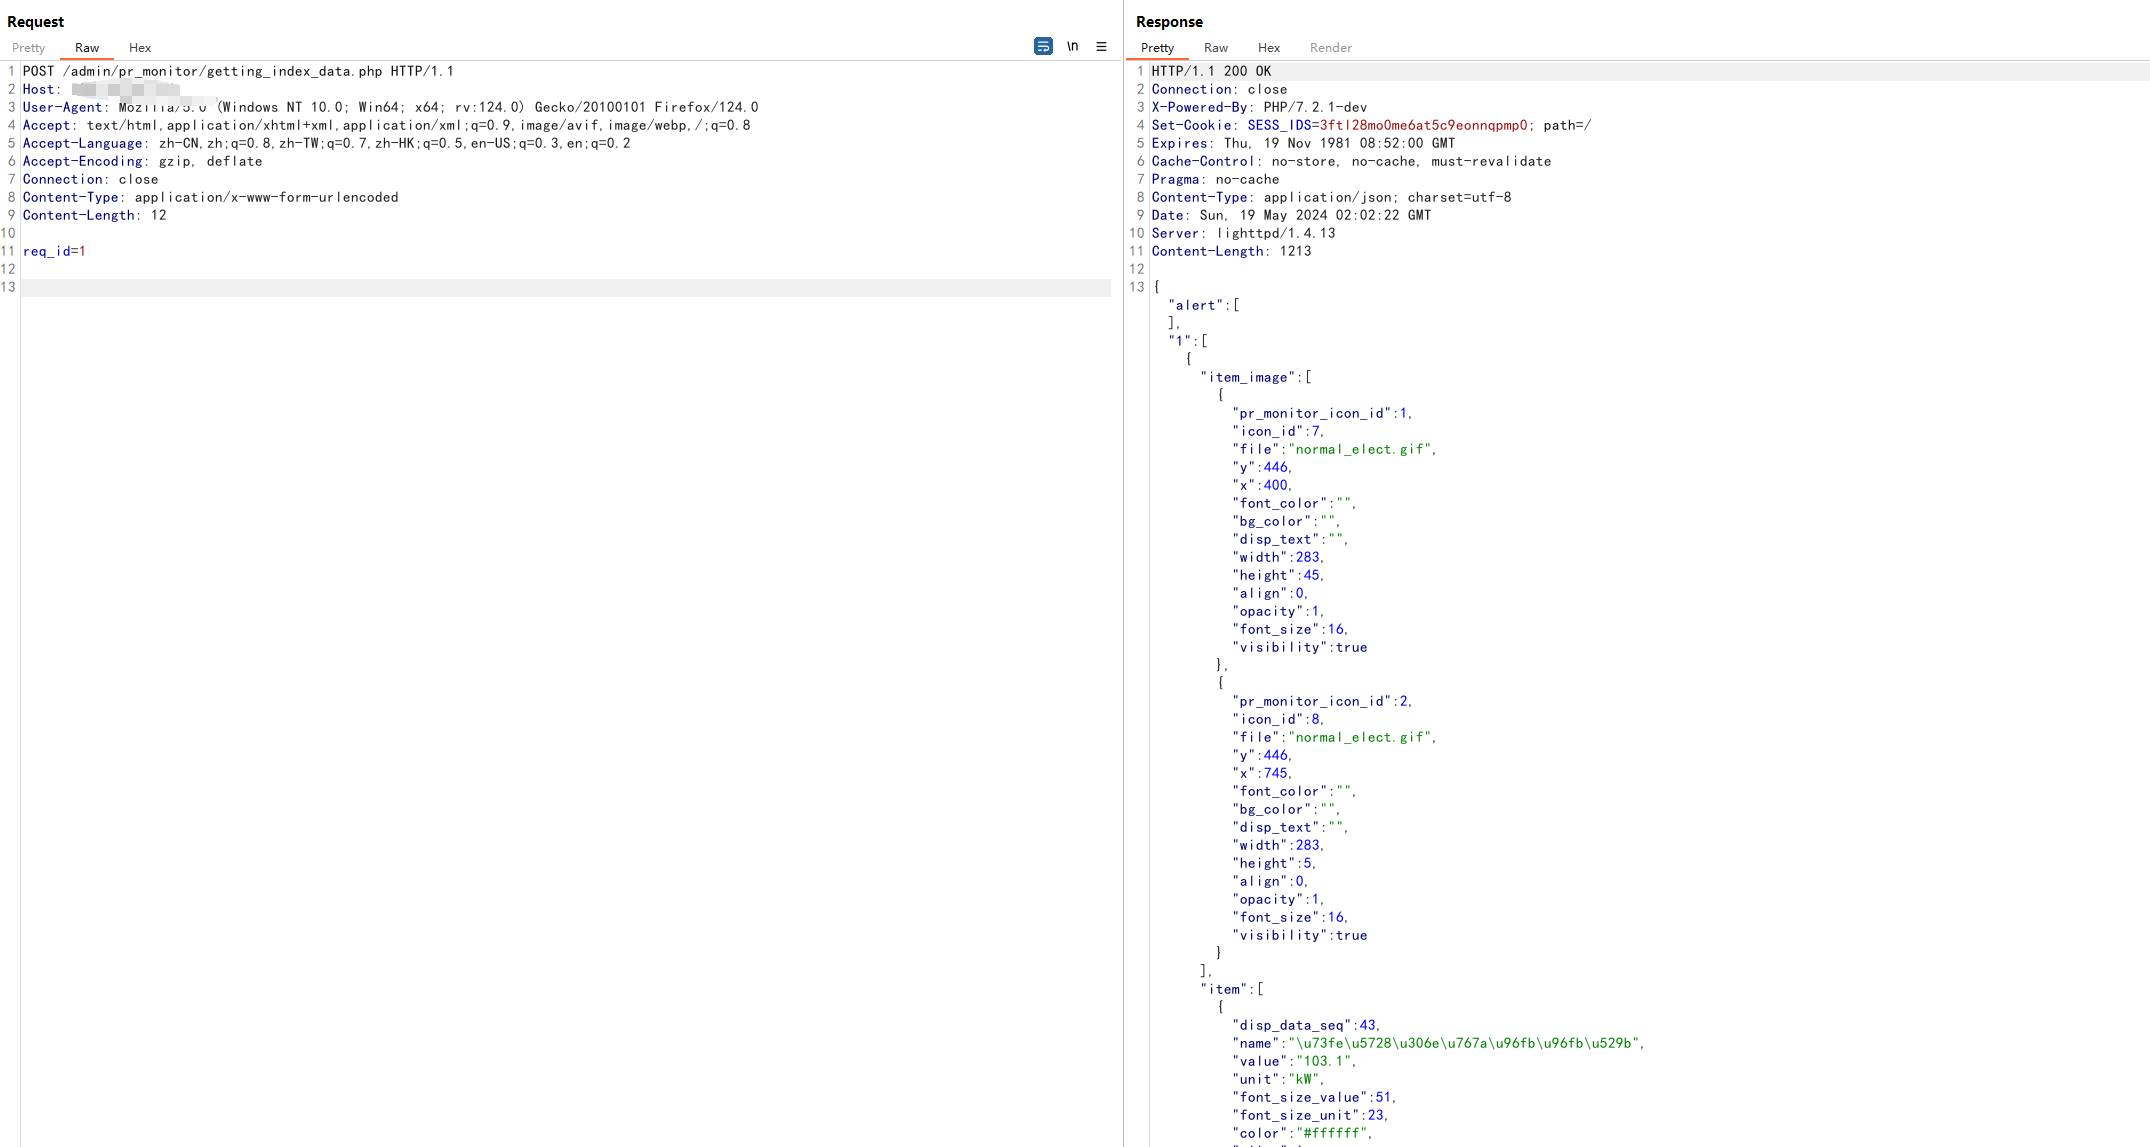 Request
Pretty Raw Hex \n
1 POST /admin/pr_monitor/getting_index_data.php HTTP/1.1
2 Host:
3 User-Agent: Mozilla/5.0 (Windows NT 10.0; Win64; x64; rv:124.0) Gecko/20100101 Firefox/124.0
4 Accept: text/html,application/xhtml+xml,application/xml;q=0.9,image/avif,image/webp,/;q=0.8
5 Accept-Language: zh-CN,zh;q=0.8,zh-TW;q=0.7,zh-HK;q=0.5,en-US;q=0.3,en;q=0.2
6 Accept-Encoding: gzip, deflate
7 Connection: close
8 Content-Type: application/x-www-form-urlencoded
9 Content-Length: 12
10
11 req_id=1
12
13
Response
Pretty Raw Hex Render
1 HTTP/1.1 200 OK
2 Connection: close
3 X-Powered-By: PHP/7.2.1-dev
4 Set-Cookie: SESS_IDS=3ftl28mo0me6at5c9eonnqpmp0; path=/
5 Expires: Thu, 19 Nov 1981 08:52:00 GMT
6 Cache-Control: no-store, no-cache, must-revalidate
7 Pragma: no-cache
8 Content-Type: application/json; charset=utf-8
9 Date: Sun, 19 May 2024 02:02:22 GMT
10 Server: lighttpd/1.4.13
11 Content-Length: 1213
12
13 {
"alert":[
],
"1":[
{
"item_image":[
{
"pr_monitor_icon_id":1,
"icon_id":7,
"file":"normal_elect.gif",
"y":446,
"x":400,
"font_color":"",
"bg_color":"",
"disp_text":"",
"width":283,
"height":45,
"align":0,
"opacity":1,
"font_size":16,
"visibility":true
},
{
"pr_monitor_icon_id":2,
"icon_id":8,
"file":"normal_elect.gif",
"y":446,
"x":745,
"font_color":"",
"bg_color":"",
"disp_text":"",
"width":283,
"height":5,
"align":0,
"opacity":1,
"font_size":16,
"visibility":true
}
],
"item":[
{
"disp_data_seq":43,
"name":"\u73fe\u5728\u306e\u767a\u96fb\u96fb\u529b",
"value":"103.1",
"unit":"kW",
"font_size_value":51,
"font_size_unit":23,
"color":"#ffffff",